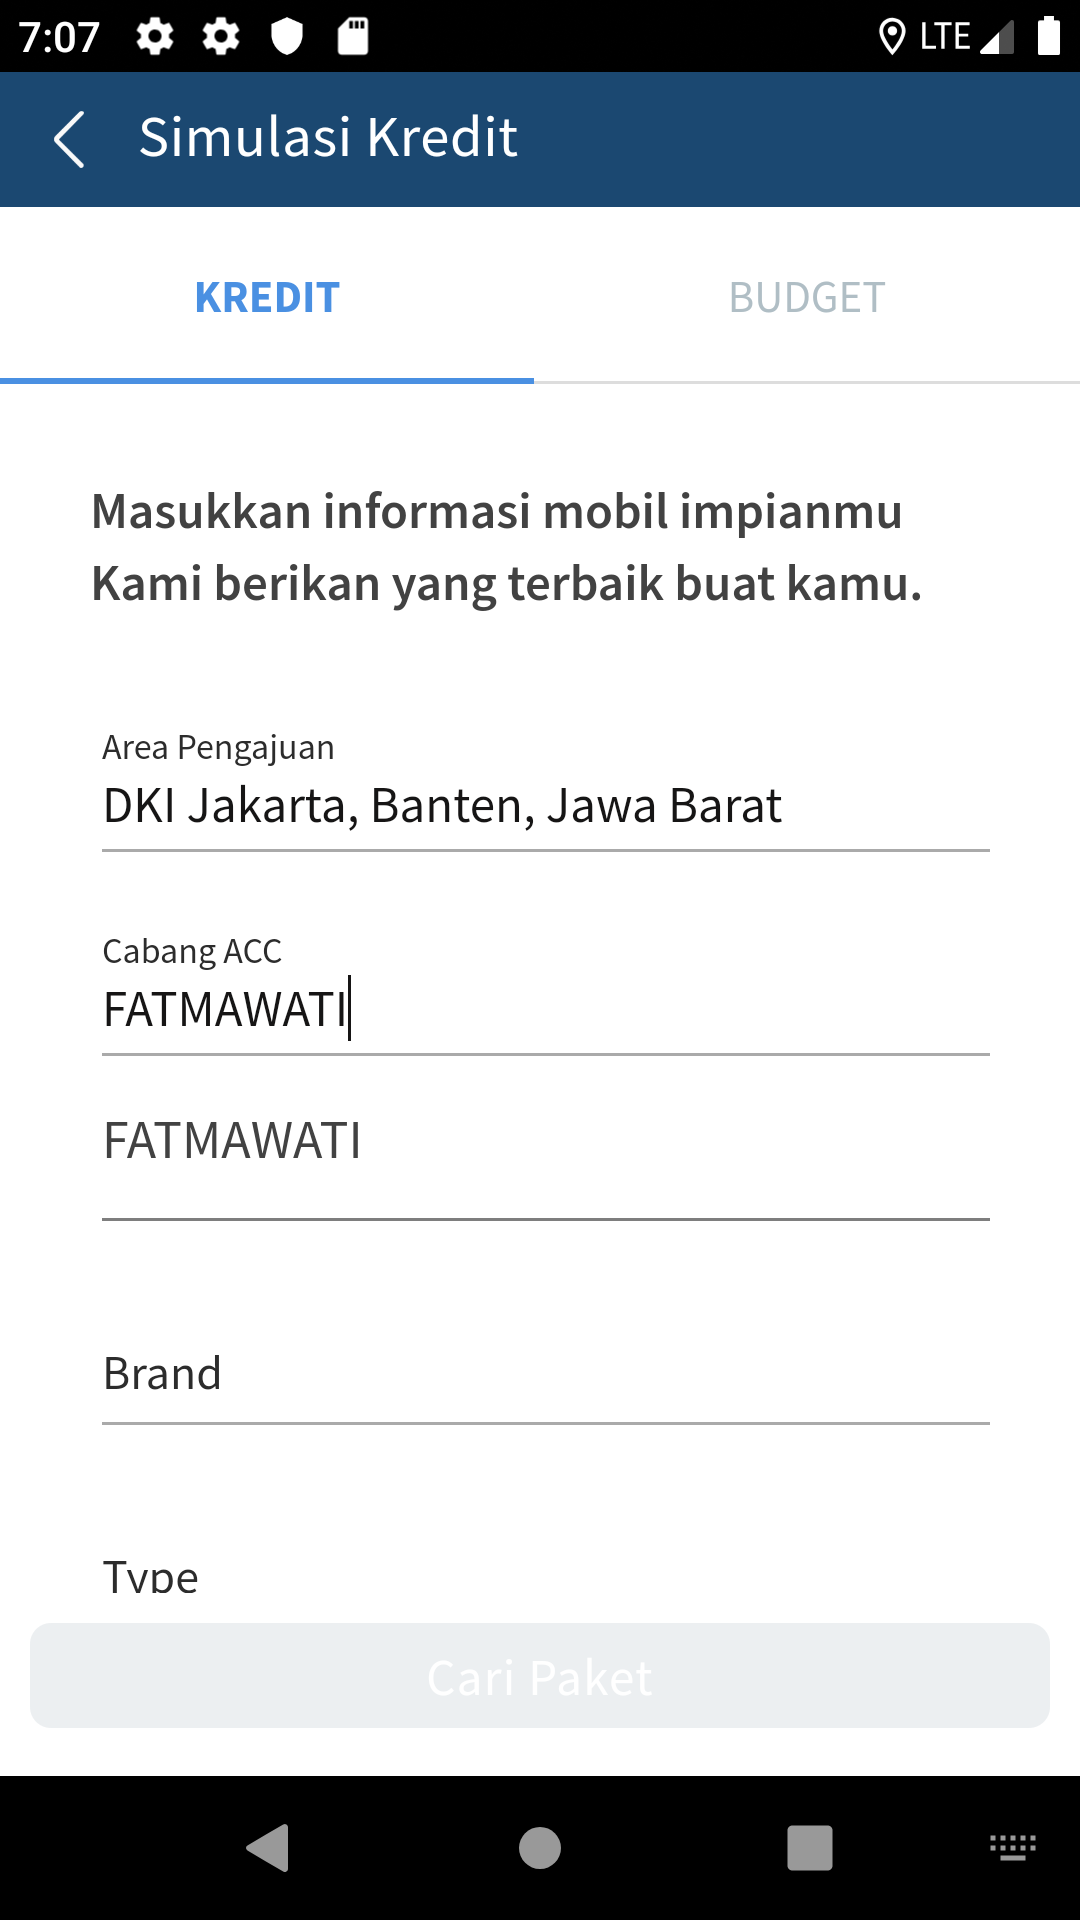 7:07
LTE
Simulasi Kredit
KREDIT
BUDGET
Masukkan informasi mobil impianmu
Kami berikan yang terbaik buat kamu.
Area Pengajuan
DKI Jakarta, Banten, Jawa Barat
Cabang ACC
FATMAWATI
FATMAWATI
Brand
Type
Cari Paket